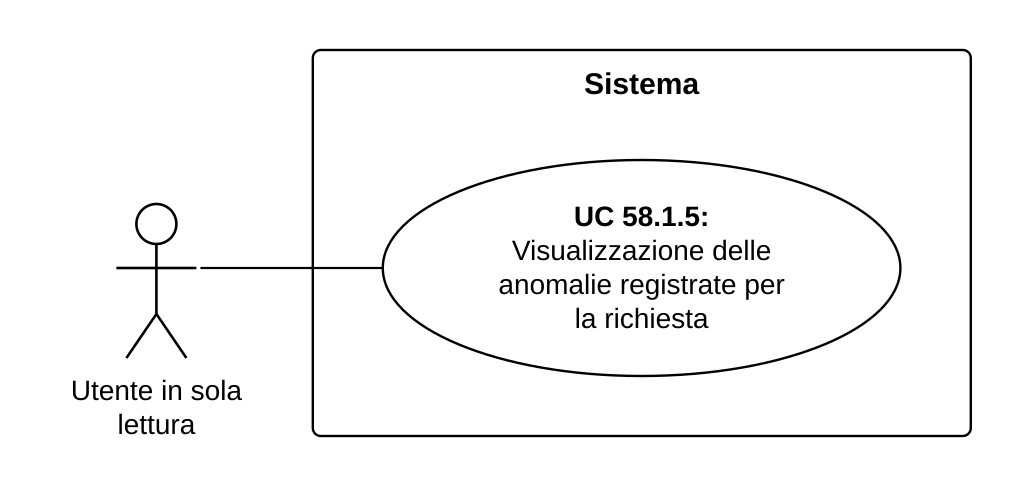 Sistema
UC 58.1.5:
Visualizzazione delle
anomalie registrate per
la richiesta
Utente in sola
lettura